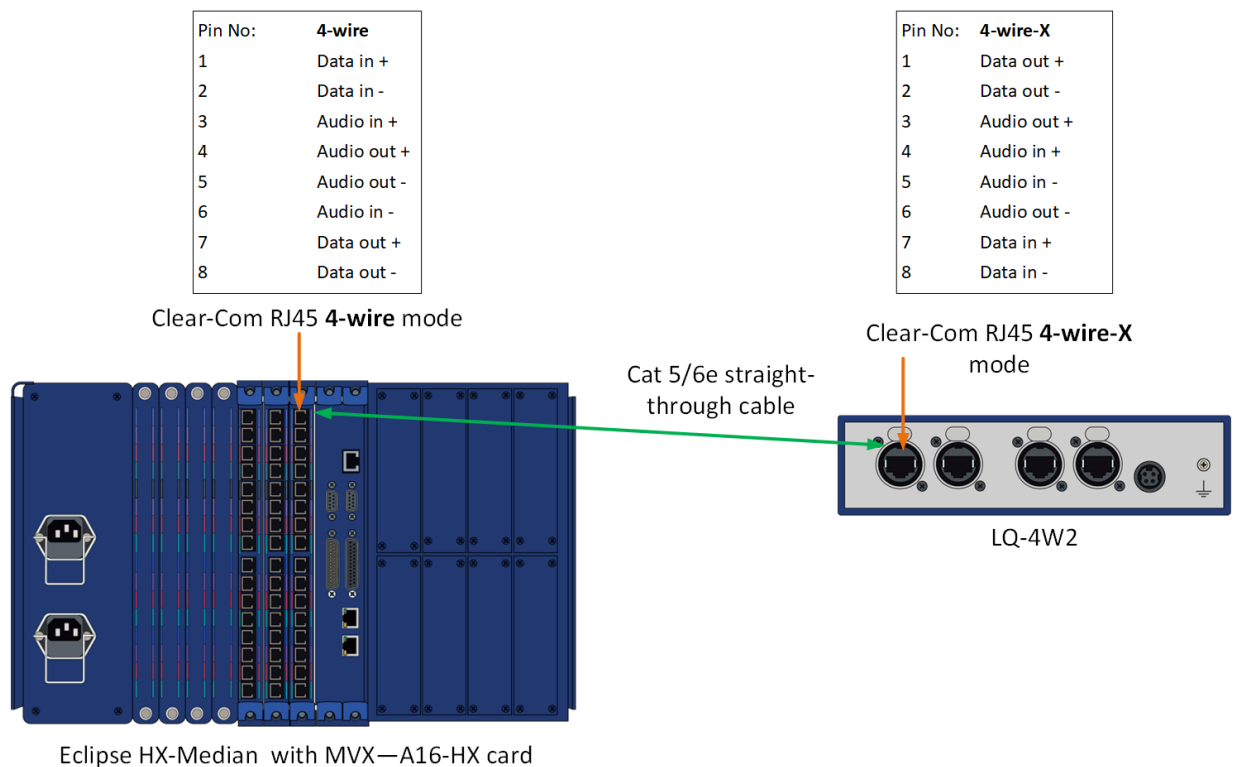 Pin No: 4-wire
1 Data in +
2 Data in -
3 Audio in +
4 Audio out +
5 Audio out -
6 Audio in -
7 Data out +
8 Data out -
Clear-Com RJ45 4-wire mode
Pin No: 4-wire-X
1 Data out +
2 Data out -
3 Audio out +
4 Audio in +
5 Audio in -
6 Audio out -
7 Data in +
8 Data in -
Clear-Com RJ45 4-wire-X
mode
Cat 5/6e straight-
through cable
LQ-4W2
Eclipse HX-Median with MVX—A16-HX card